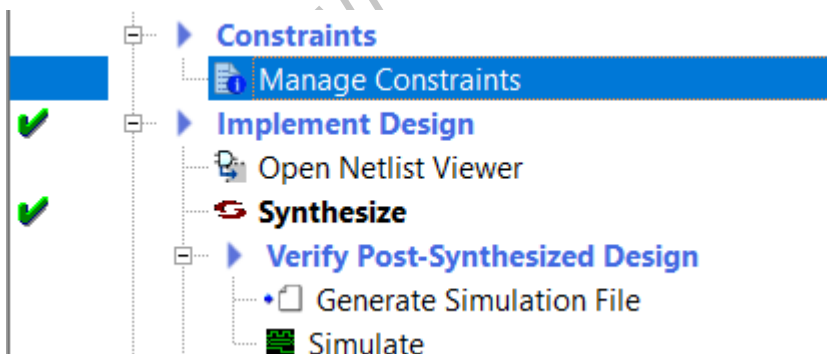 Constraints
Manage Constraints
Implement Design
Open Netlist Viewer
Synthesize
Verify Post-Synthesized Design
Generate Simulation File
Simulate